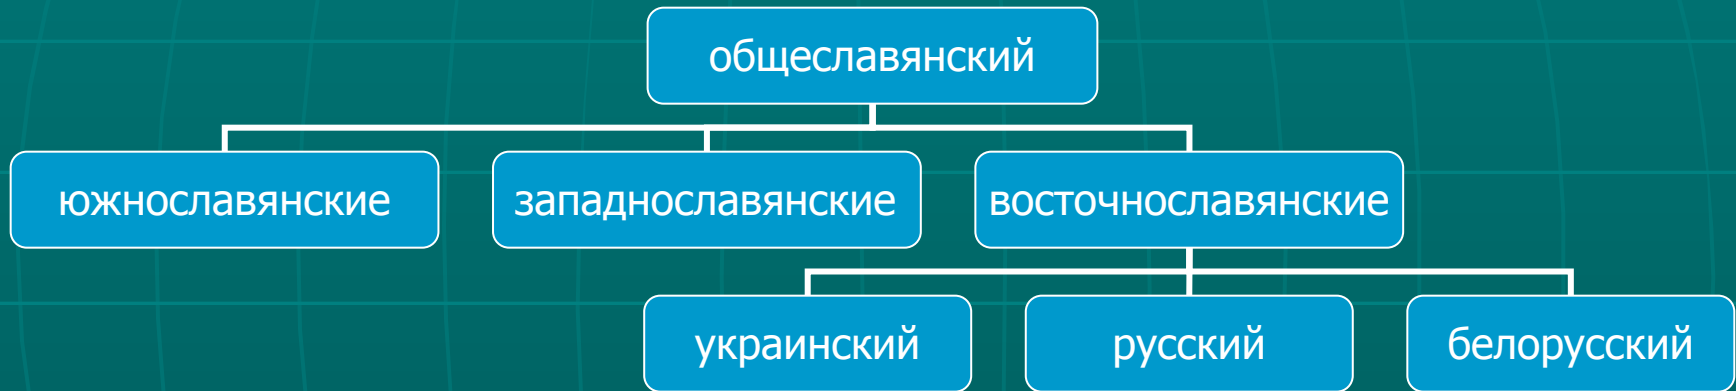 общеславянский
южнославянские
западнославянские
восточнославянские
украинский
русский
белорусский